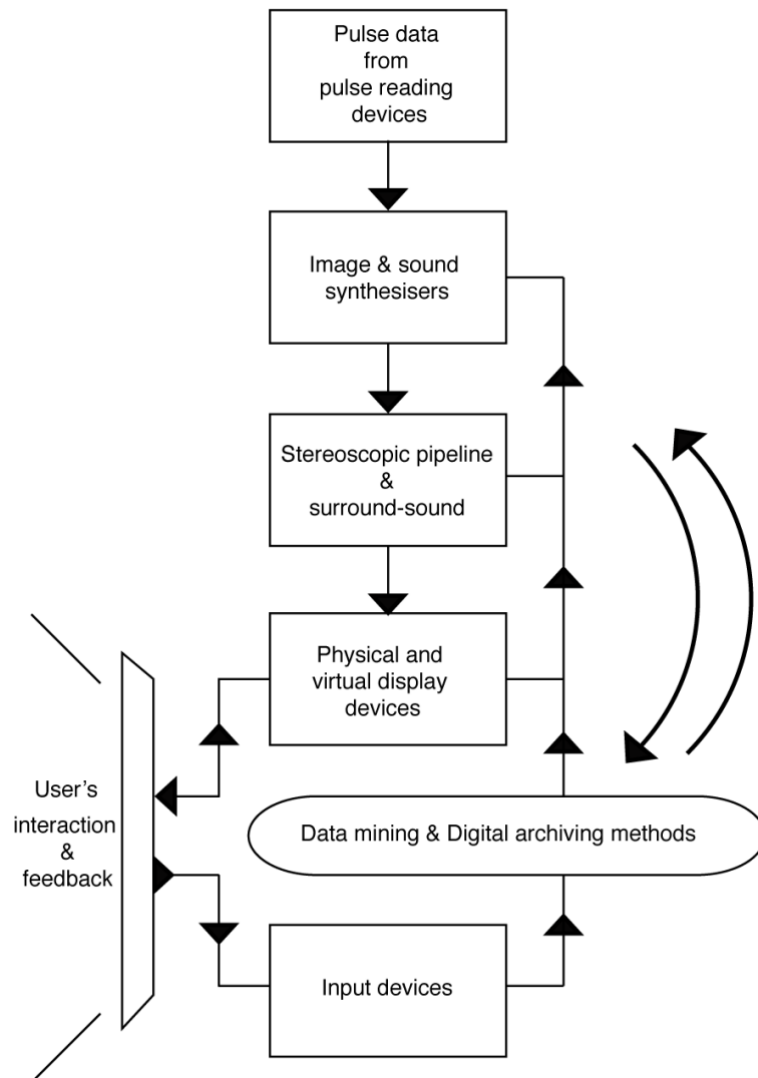 Pulse data
from
pulse reading
devices
Image & sound
synthesisers
Stereoscopic pipeline
&
surround-sound
Physical and
virtual display
devices
User's
interaction
&
feedback
Data mining & Digital archiving methods
Input devices